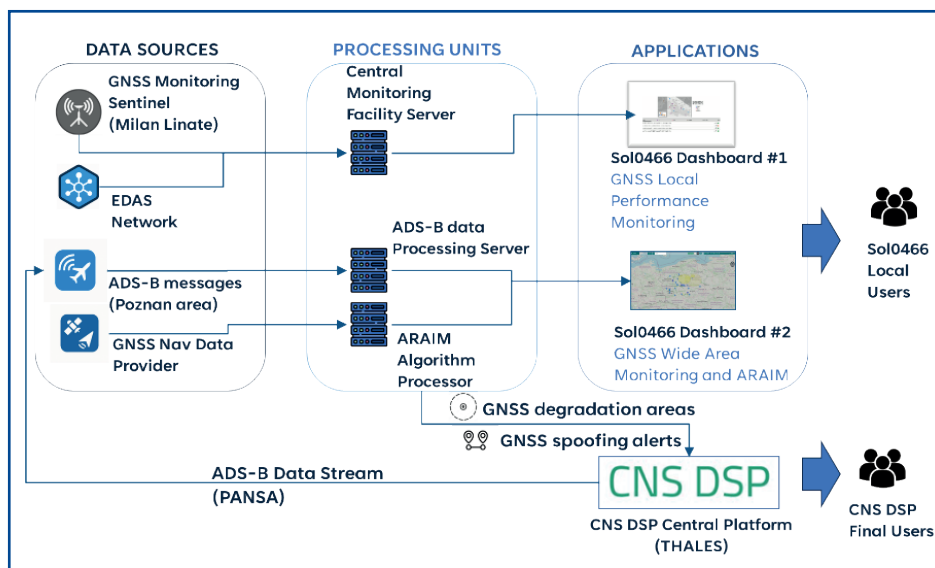 DATA SOURCES
PROCESSING UNITS
APPLICATIONS
GNSS Monitoring
Sentinel
(Milan Linate)
EDAS
Network
ADS-B messages
(Poznan area)
GNSS Nav Data
Provider
Central
Monitoring
Facility Server
ADS-B data
Processing Server
ARAIM
Algorithm
Processor
Sol0466 Dashboard #1
GNSS Local
Performance
Monitoring
Sol0466 Dashboard #2
GNSS Wide Area
Monitoring and ARAIM
Sol0466
Local
Users
GNSS degradation areas
GNSS spoofing alerts
ADS-B Data Stream
(PANSA)
CNS DSP
CNS DSP Central Platform
(THALES)
CNS DSP
Final Users